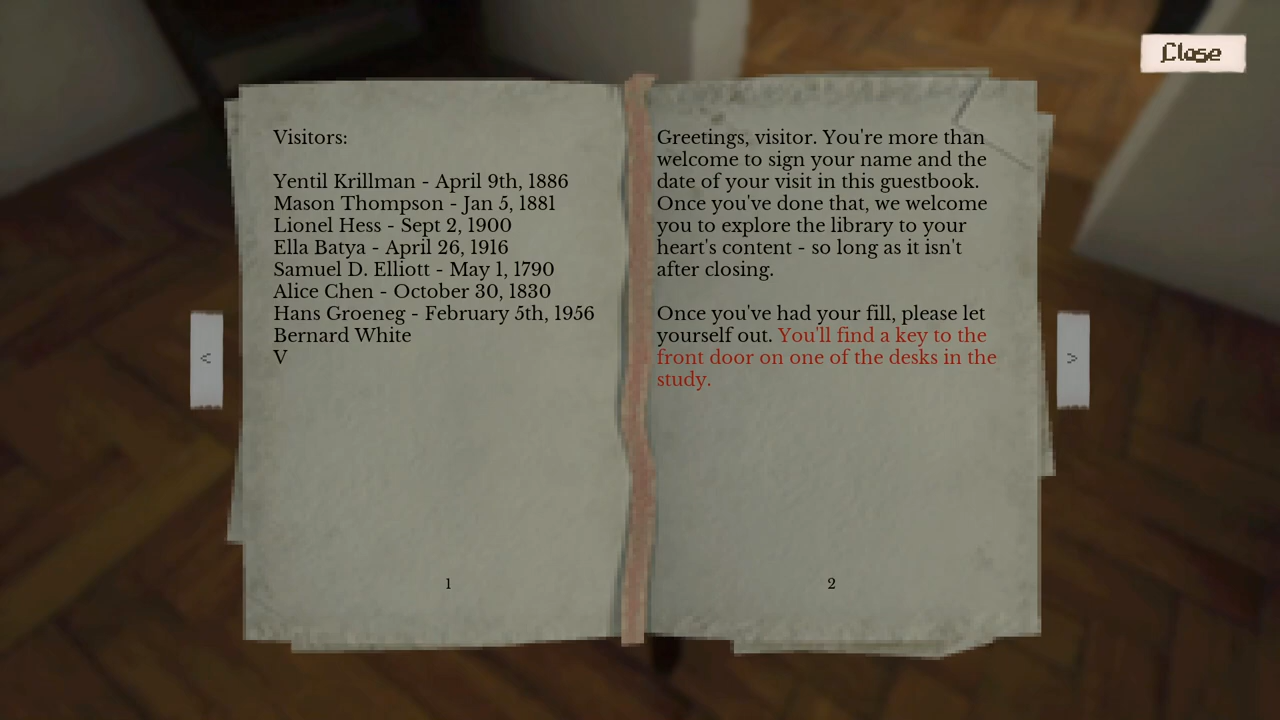 Close
Visitors:
Yentil Krillman - April 9th, 1886
Mason Thompson - Jan 5, 1881
Lionel Hess - Sept 2, 1900
Ella Batya - April 26, 1916
Samuel D. Elliott - May 1, 1790
Alice Chen - October 30, 1830
Hans Groeneg - February 5th, 1956
Bernard White
V
1
Greetings, visitor. You're more than
welcome to sign your name and the
date of your visit in this guestbook.
Once you've done that, we welcome
you to explore the library to your
heart's content - so long as it isn't
after closing.
Once you've had your fill, please let
yourself out. You'll find a key to the
front door on one of the desks in the
study.
2
<
>